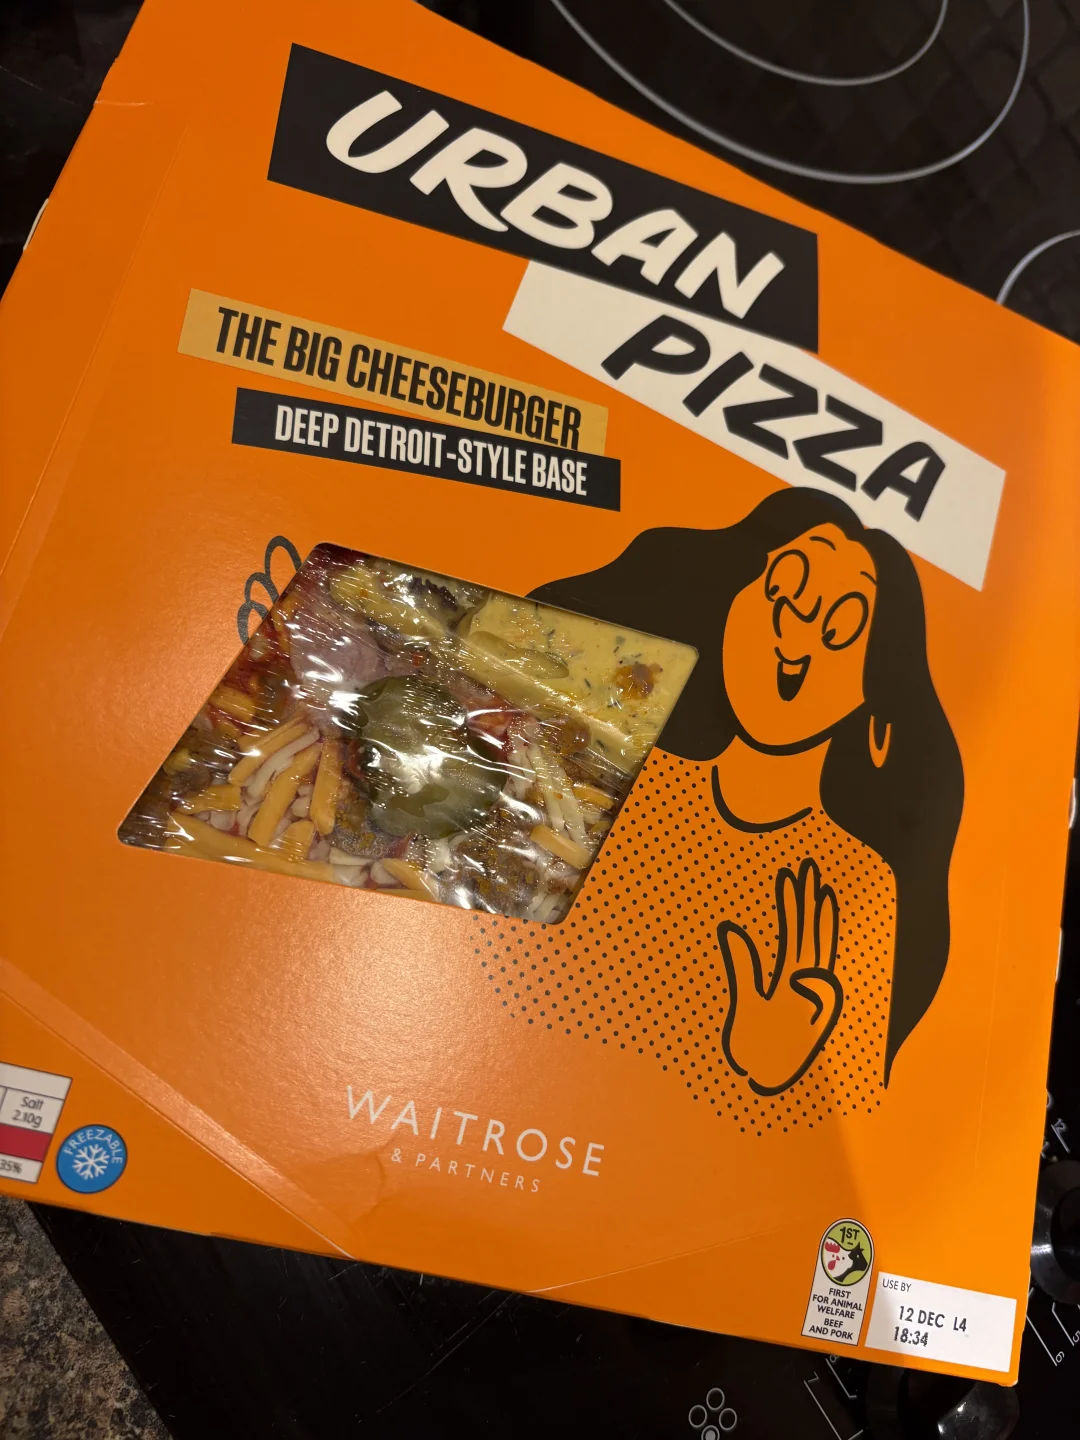 URBAN
PIZZA
THE BIG CHEESEBURGER
DEEP DETROIT-STYLE BASE
WAITROSE
& PARTNERS
Salt
2.10g
35%
FREEZABLE
1ST
FIRST
FOR ANIMAL
WELFARE
BEEF
AND PORK
USE BY
12 DEC L4
18:34